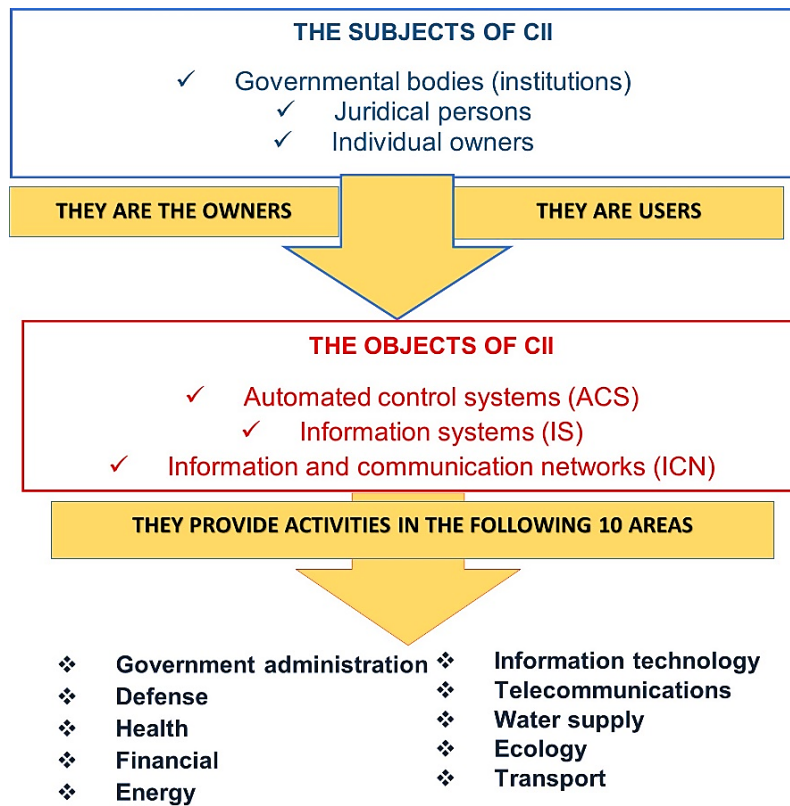 THE SUBJECTS OF CII
✓ Governmental bodies (institutions)
✓ Juridical persons
✓ Individual owners
THEY ARE THE OWNERS
THEY ARE USERS
THE OBJECTS OF CII
✓ Automated control systems (ACS)
✓ Information systems (IS)
✓ Information and communication networks (ICN)
THEY PROVIDE ACTIVITIES IN THE FOLLOWING 10 AREAS
❖ Government administration
❖ Defense
❖ Health
❖ Financial
❖ Energy
❖ Information technology
❖ Telecommunications
❖ Water supply
❖ Ecology
❖ Transport